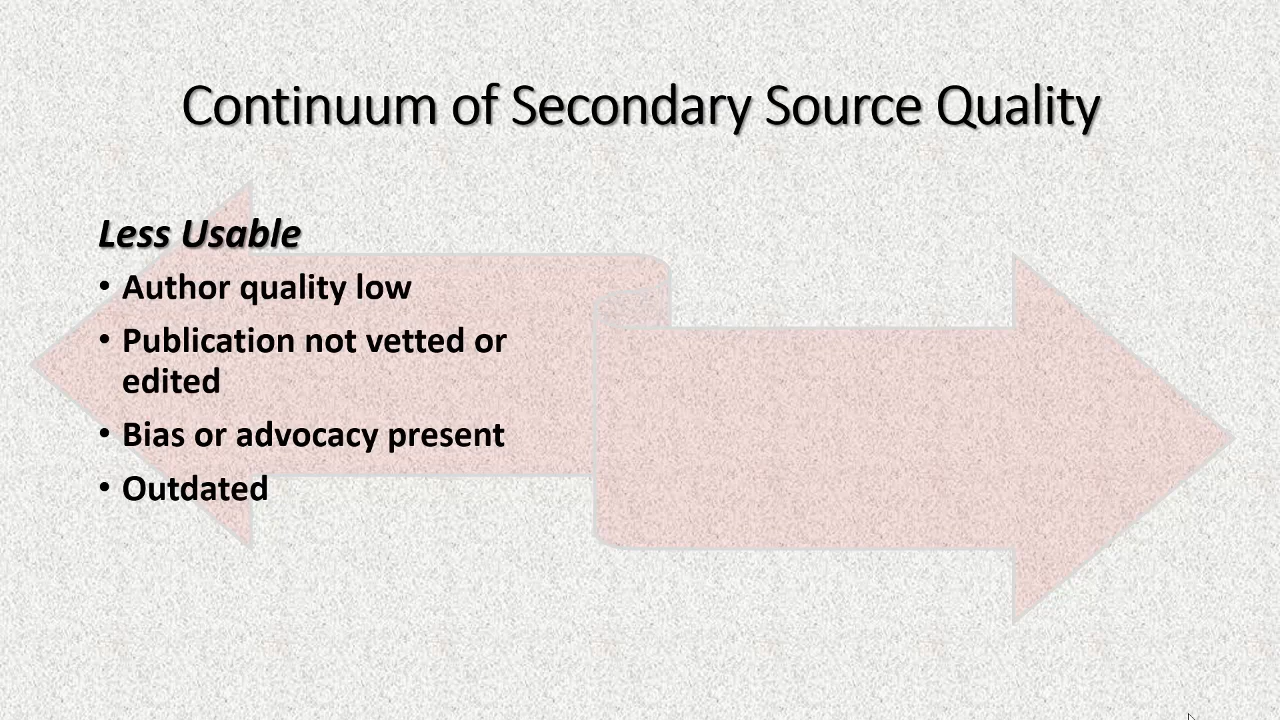 Continuum of Secondary Source Quality
Less Usable
• Author quality low
• Publication not vetted or
edited
• Bias or advocacy present
• Outdated